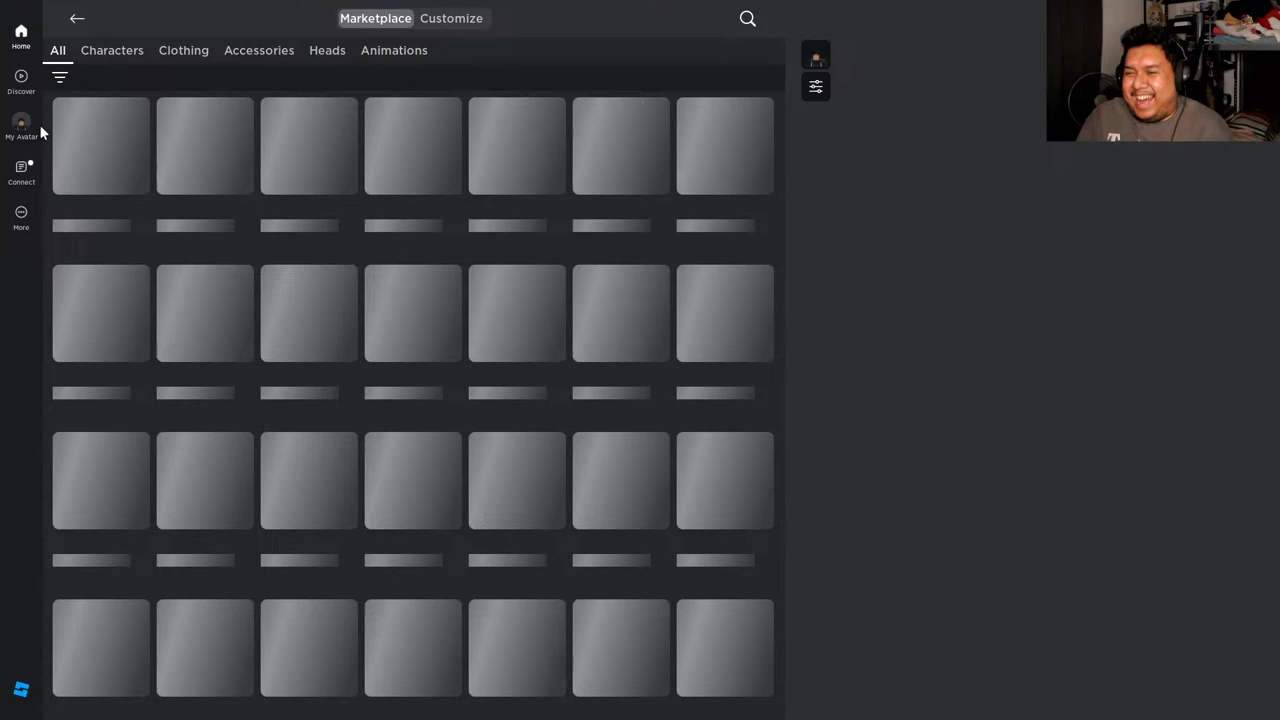 Marketplace Customize
All Characters Clothing Accessories Heads Animations
Home
Discover
My Avatar
Connect
More